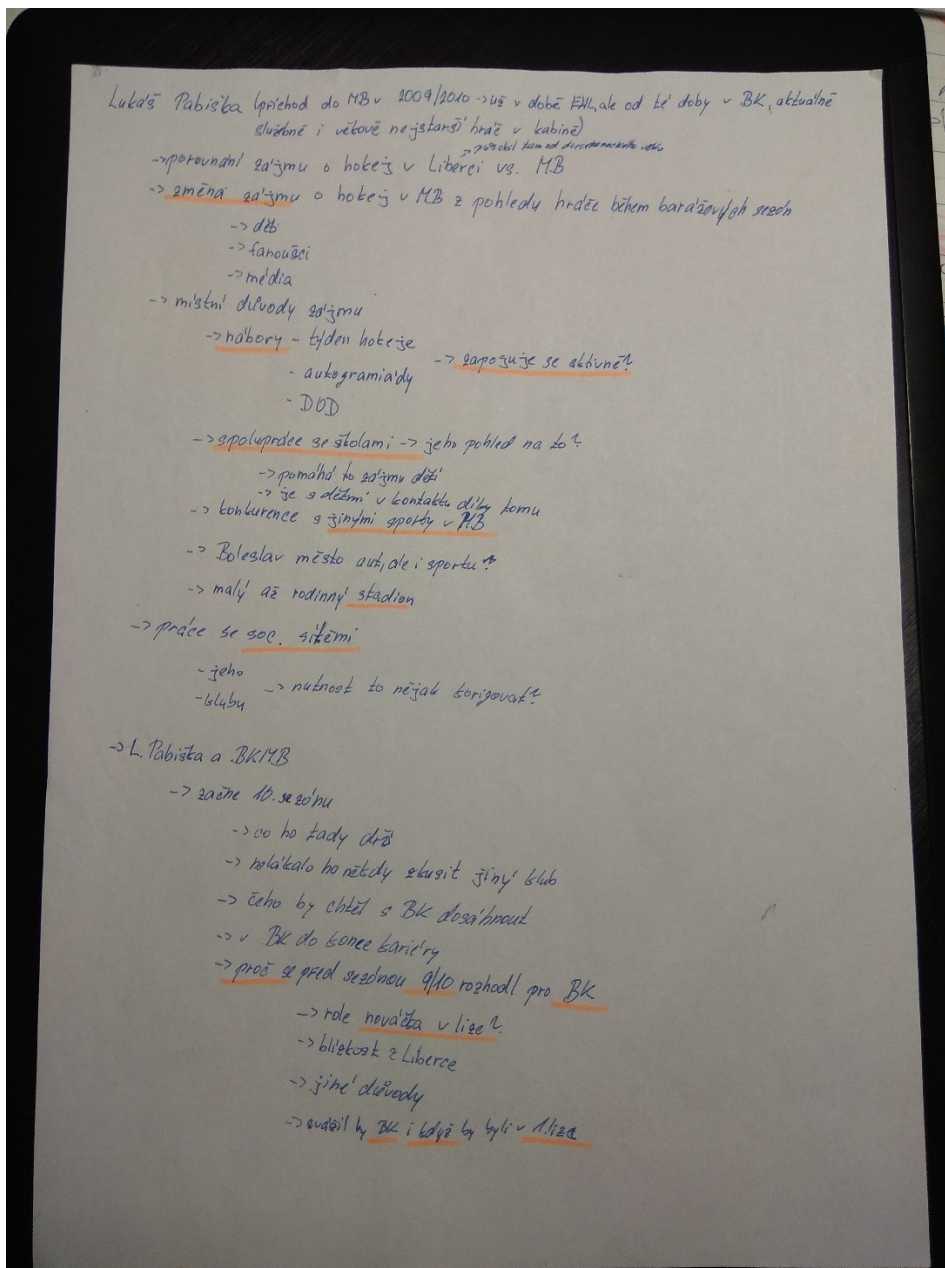 Lukáš Pabiška (příchod do MB v 2009/2010 -> už v době EHL, ale od té doby v BK, aktuálně
služebně i věkově nejstarší hráč v kabině)
-> působil tam od dorosteneckého věku
-> porovnání zájmu o hokej v Liberci vs. MB
-> změna zájmu o hokej v MB z pohledu hráče během barážových sezón
-> děti
-> fanoušci
-> média
-> místní důvody zájmu
-> nábory - týden hokeje
-> zapojuje se aktivně?
- autogramiády
- DOD
-> spolupráce se školami -> jeho pohled na to?
-> pomáhá to zájmu dětí
-> je s dětmi v kontaktu díky tomu
-> konkurence s jinými sporty v MB
-> Boleslav město aut, ale i sportu?
-> malý až rodinný stadion
-> práce se soc. sítěmi
- jeho
- klubu
-> nutnost to nějak korigovat?
-> L. Pabiška a BKMB
-> začne 10. sezónu
-> co ho tady drží
-> nelákalo ho někdy zkusit jiný klub
-> čeho by chtěl s BK dosáhnout
-> v BK do konce kariéry
-> proč se před sezónou 9/10 rozhodl pro BK
-> role nováčka v lize?
-> blízkost z Liberce
-> jiné důvody
-> zvážil by BK i když by byli v 1. lize